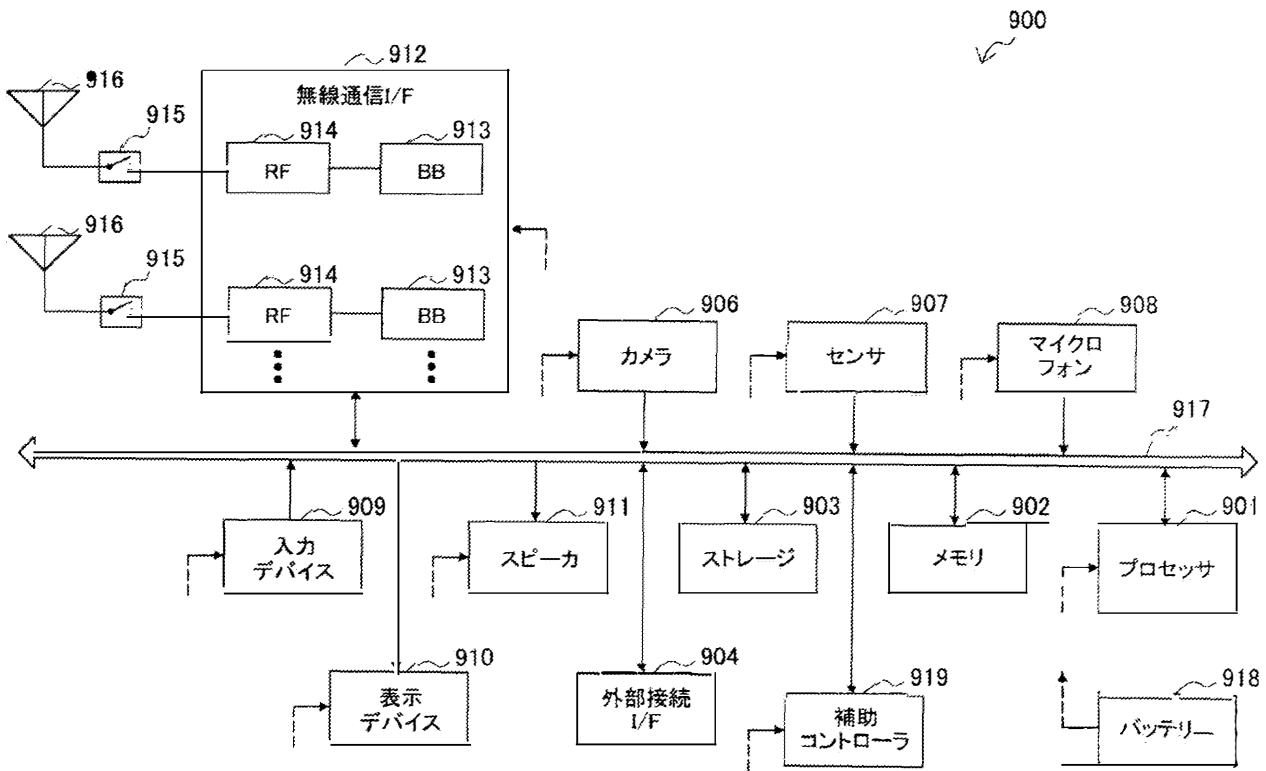 900
912
916
無線通信I/F
915
914
913
RF
BB
916
915
914
913
RF
BB
906
907
908
カメラ
センサ
マイクロ
フォン
917
909
911
903
902
901
入力
デバイス
スピーカ
ストレージ
メモリ
プロセッサ
910
904
919
918
表示
デバイス
外部接続
I/F
補助
コントローラ
バッテリー